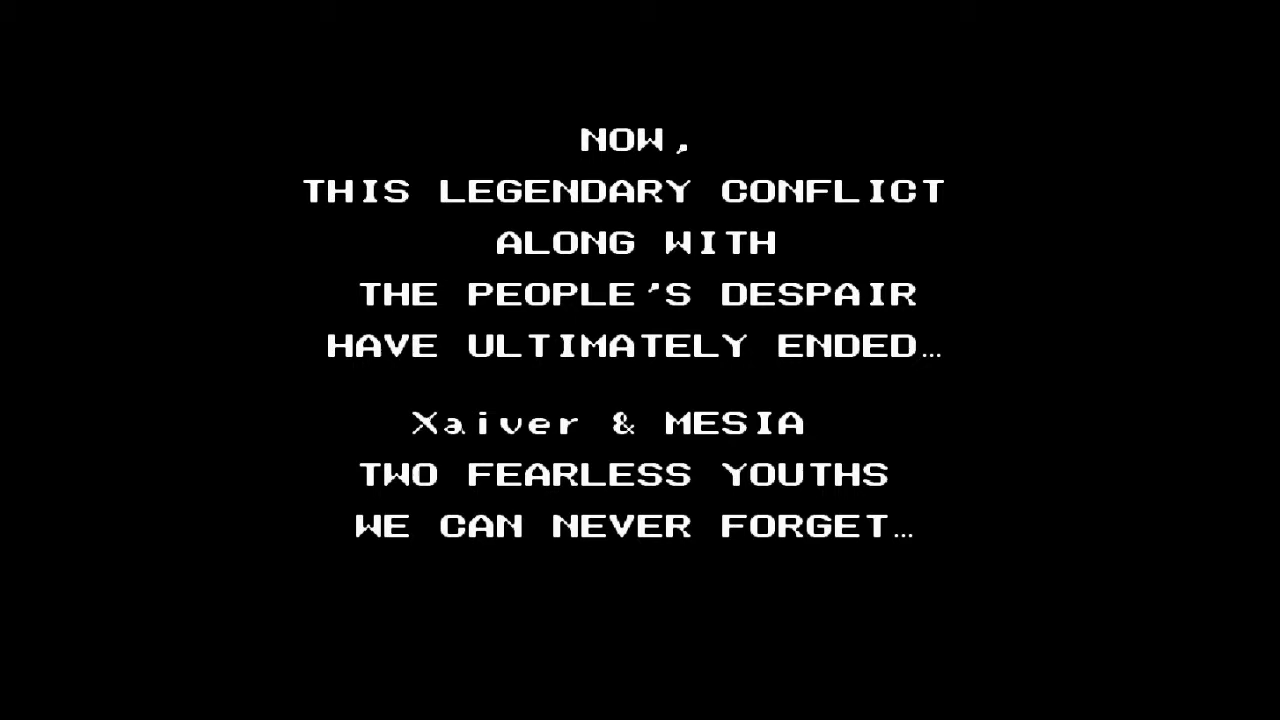 NOW,
THIS LEGENDARY CONFLICT
ALONG WITH
THE PEOPLE'S DESPAIR
HAVE ULTIMATELY ENDED…
Xaiver & MESIA
TWO FEARLESS YOUTHS
WE CAN NEVER FORGET…